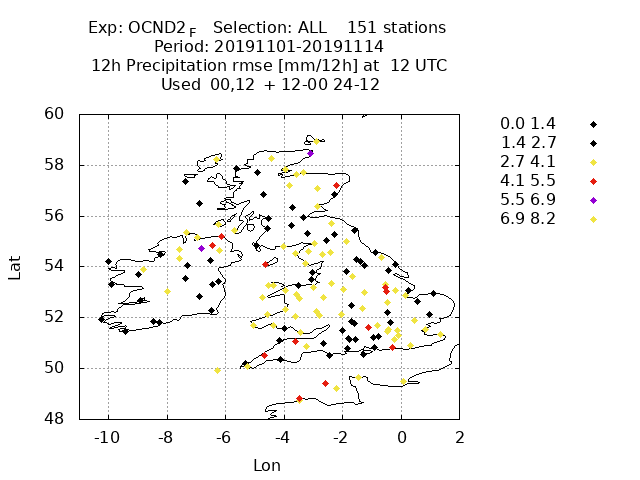 Exp: OCND2_F Selection: ALL 151 stations
Period: 20191101-20191114
12h Precipitation rmse [mm/12h] at 12 UTC
Used 00,12 + 12-00 24-12
60
58
56
54
52
50
48
Lat
-10 -8 -6 -4 -2 0 2
Lon
0.0 1.4
1.4 2.7
2.7 4.1
4.1 5.5
5.5 6.9
6.9 8.2